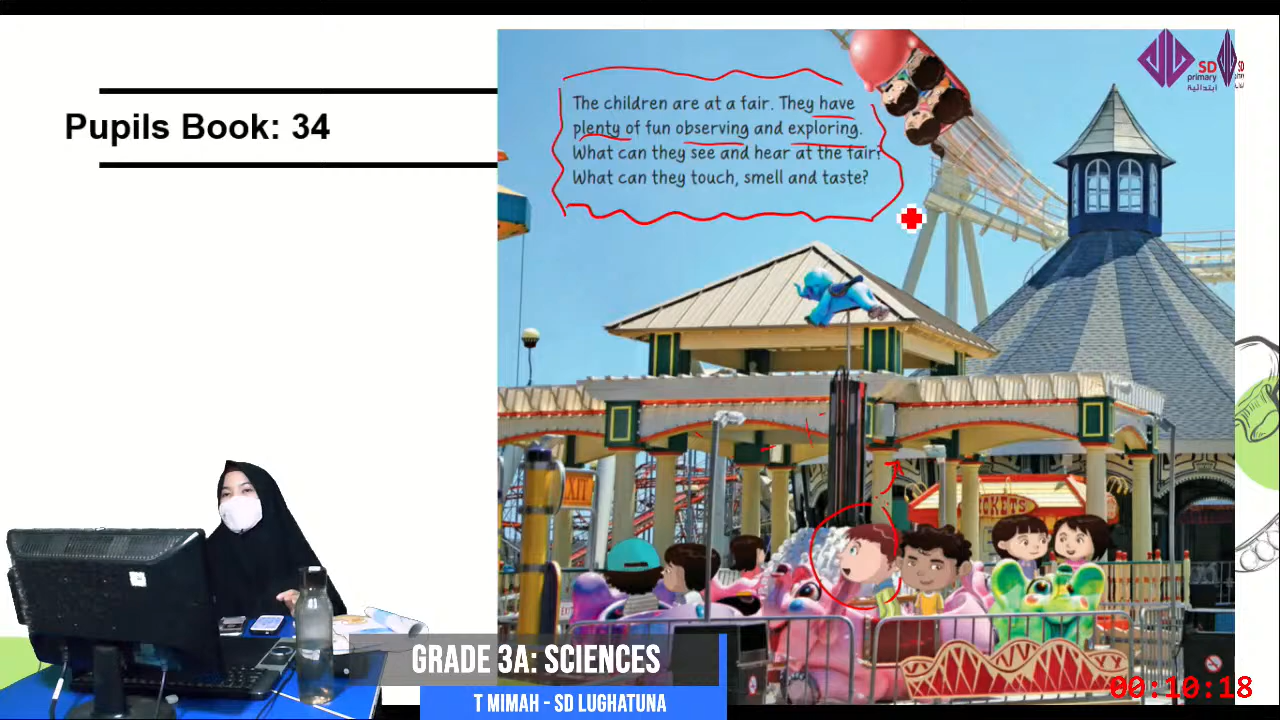 Pupils Book: 34
The children are at a fair. They have
plenty of fun observing and exploring.
What can they see and hear at the fair?
What can they touch, smell and taste?
SD
primary
ابتدائية
EXIT
TICKETS
GRADE 3A: SCIENCES
T MIMAH - SD LUGHATUNA
00:10:18